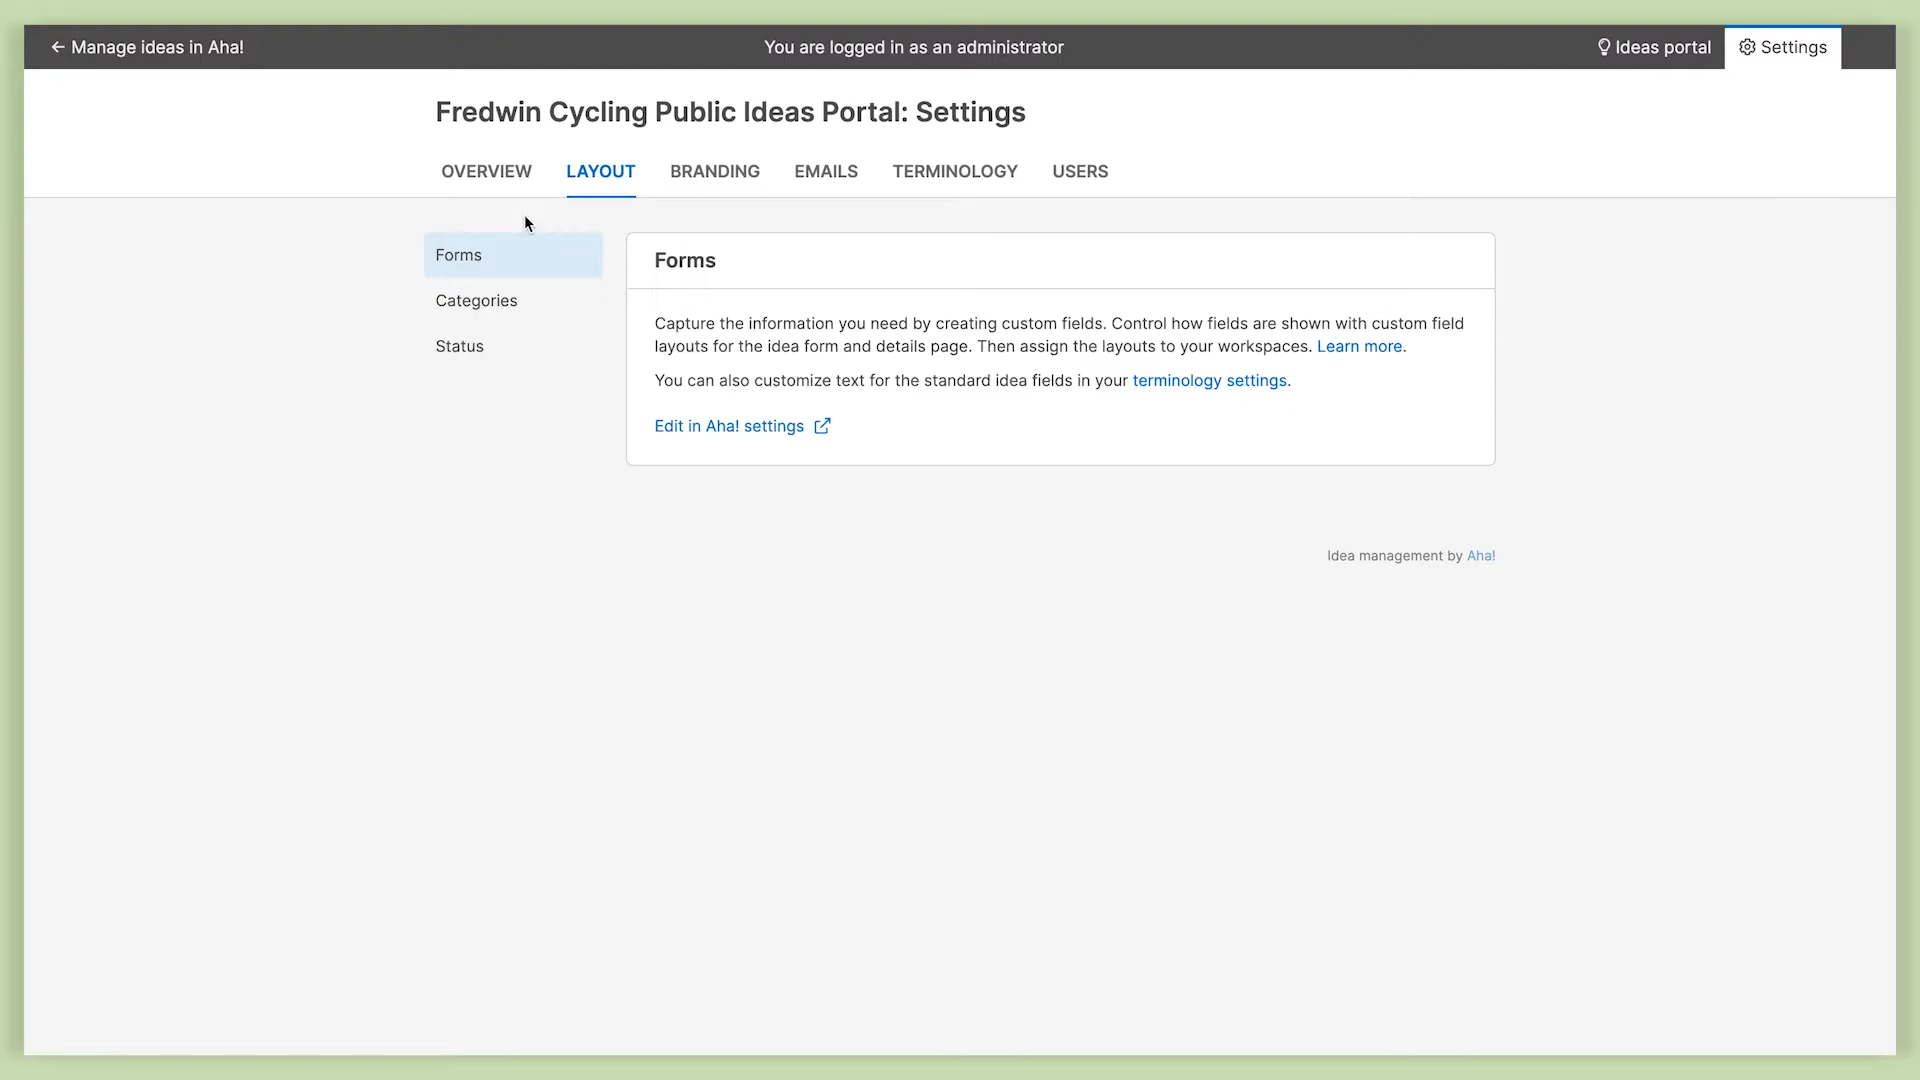 ← Manage ideas in Aha!
You are logged in as an administrator
Ideas portal
Settings
Fredwin Cycling Public Ideas Portal: Settings
OVERVIEW
LAYOUT
BRANDING
EMAILS
TERMINOLOGY
USERS
Forms
Categories
Status
Forms
Capture the information you need by creating custom fields. Control how fields are shown with custom field
layouts for the idea form and details page. Then assign the layouts to your workspaces. Learn more.
You can also customize text for the standard idea fields in your terminology settings.
Edit in Aha! settings
Idea management by Aha!